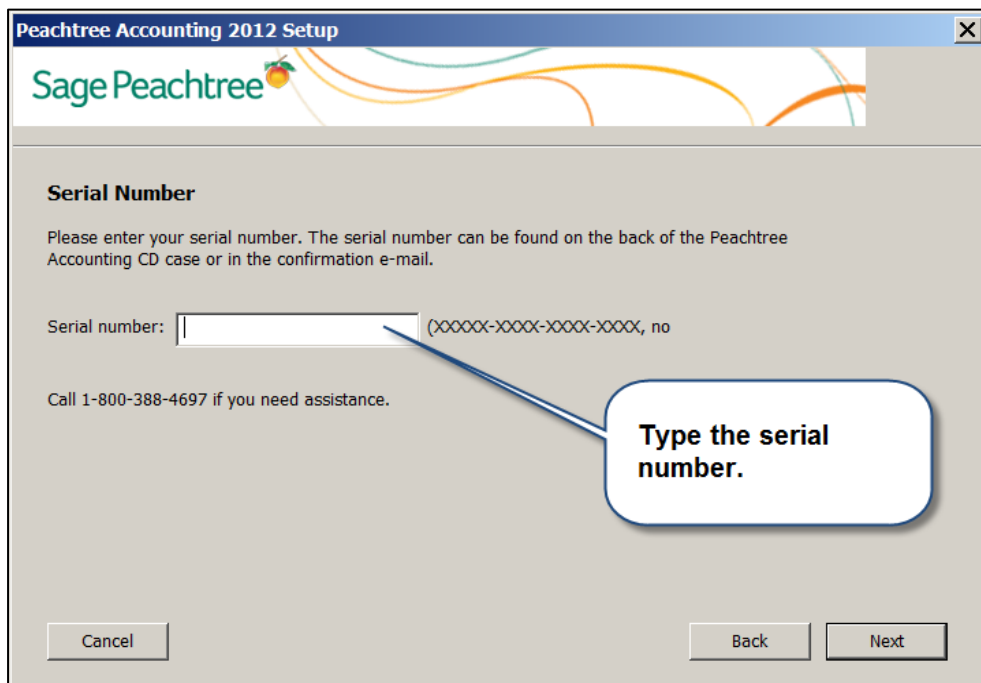 Peachtree Accounting 2012 Setup
Sage Peachtree
Serial Number
Please enter your serial number. The serial number can be found on the back of the Peachtree
Accounting CD case or in the confirmation e-mail.
Serial number:
(XXXXX-XXXX-XXXX-XXXX, no
Call 1-800-388-4697 if you need assistance.
Type the serial
number.
Cancel
Back
Next